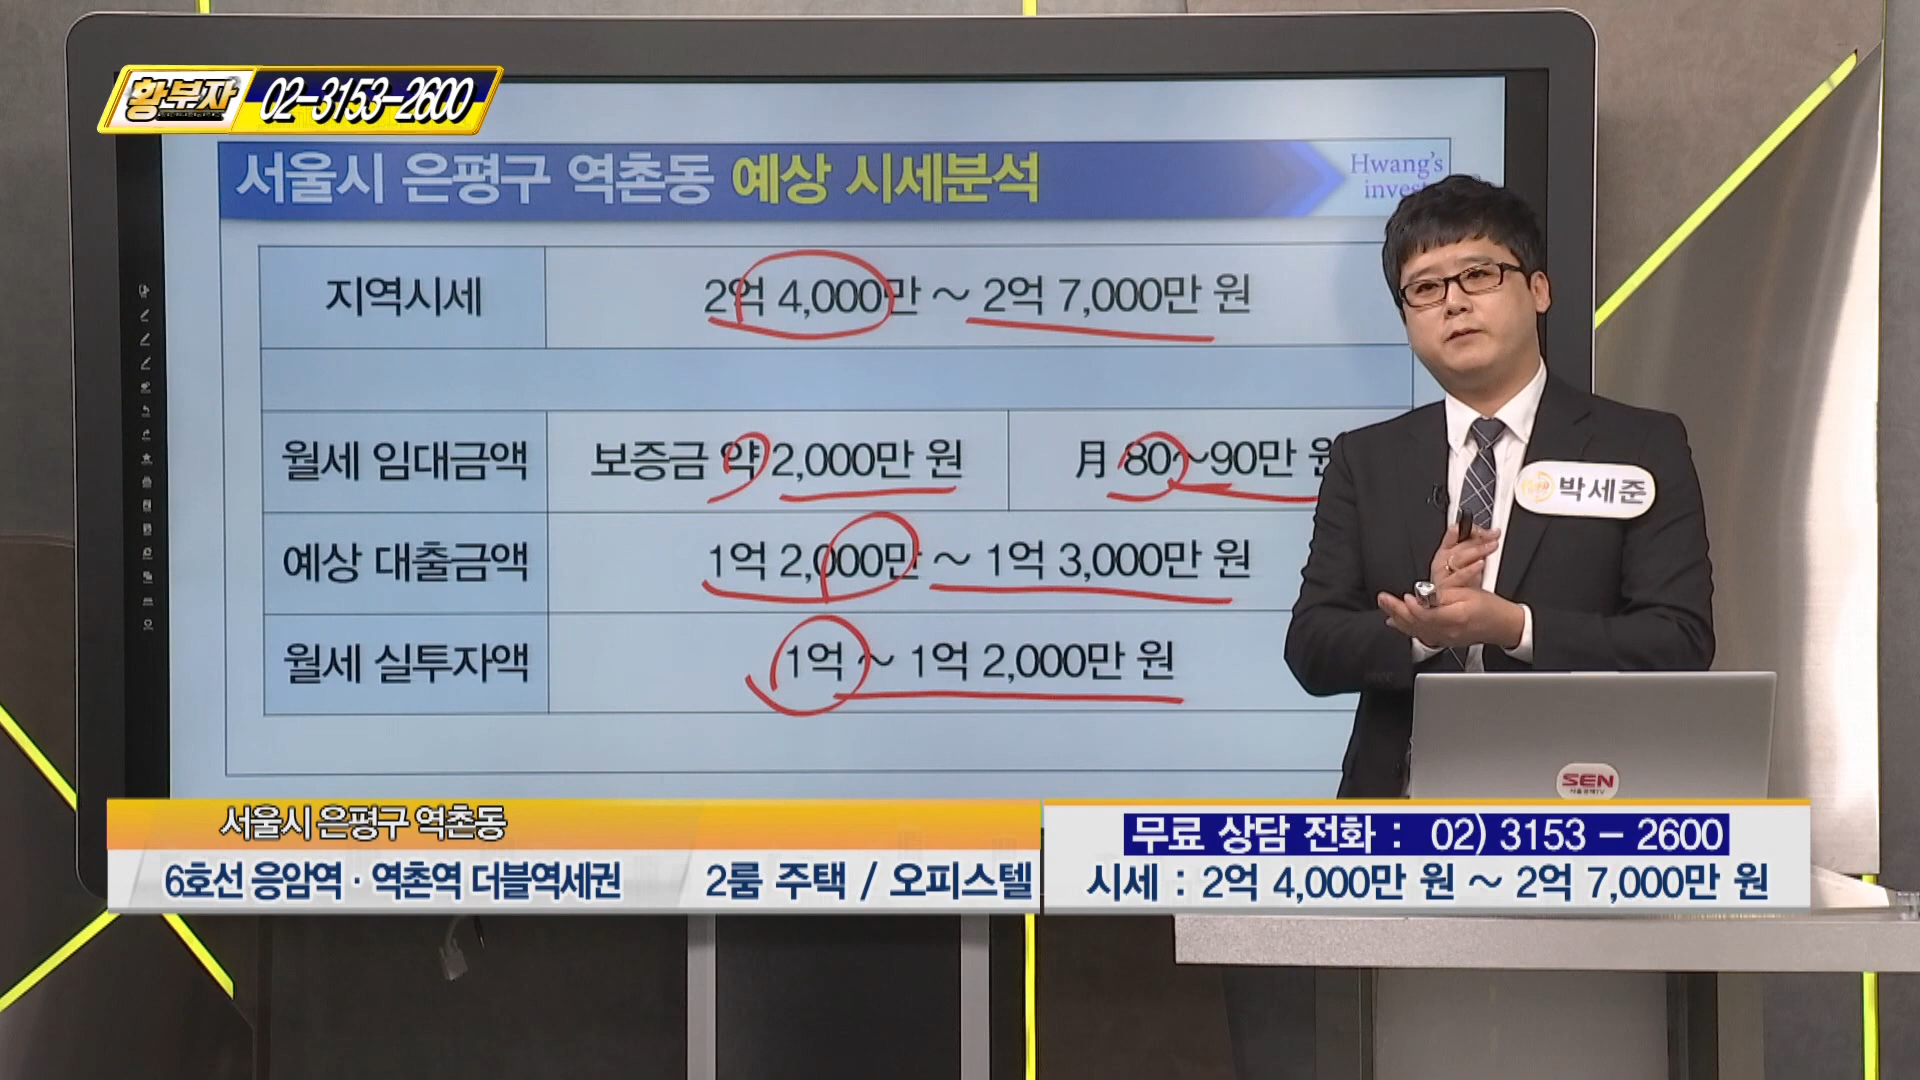 황부자
02-3153-2600
서울시 은평구 역촌동 예상 시세분석
Hwang's
지역시세
2억 4,000만 ~ 2억 7,000만 원
월세 임대금액
보증금 약 2,000만 원
月 80~90만 원
예상 대출금액
1억 2,000만 ~ 1억 3,000만 원
월세 실투자액
1억 ~ 1억 2,000만 원
박세준
SEN
서울경제TV
서울시 은평구 역촌동
6호선 응암역 · 역촌역 더블역세권
2룸 주택 / 오피스텔
무료 상담 전화 : 02) 3153 - 2600
시세 : 2억 4,000만 원 ~ 2억 7,000만 원